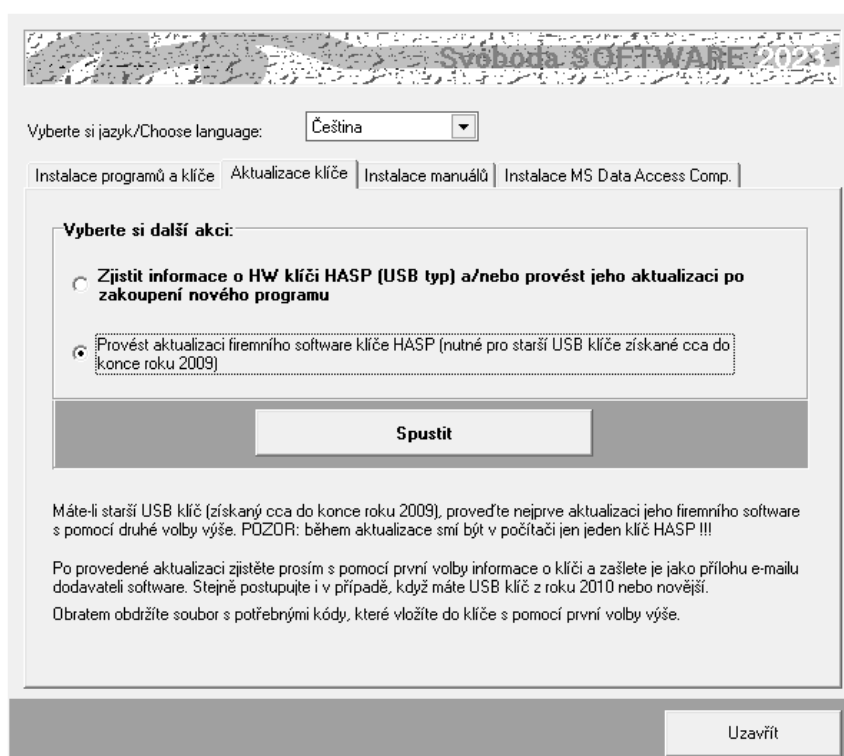 Svoboda SOFTWARE 2023
Vyberte si jazyk/Choose language:
Čeština
Instalace programů a klíče
Aktualizace klíče
Instalace manuálů
Instalace MS Data Access Comp.
Vyberte si další akci:
Zjistit informace o HW klíči HASP (USB typ) a/nebo provést jeho aktualizaci po
zakoupení nového programu
Provést aktualizaci firemního software klíče HASP (nutné pro starší USB klíče získané cca do
konce roku 2009)
Spustit
Máte-li starší USB klíč (získaný cca do konce roku 2009), proveďte nejprve aktualizaci jeho firemního software
s pomocí druhé volby výše. POZOR: během aktualizace smí být v počítači jen jeden klíč HASP !!!
Po provedené aktualizaci zjistěte prosím s pomocí první volby informace o klíči a zašlete je jako přílohu e-mailu
dodavateli software. Stejně postupujte i v případě, když máte USB klíč z roku 2010 nebo novější.
Obratem obdržíte soubor s potřebnými kódy, které vložíte do klíče s pomocí první volby výše.
Uzavřít